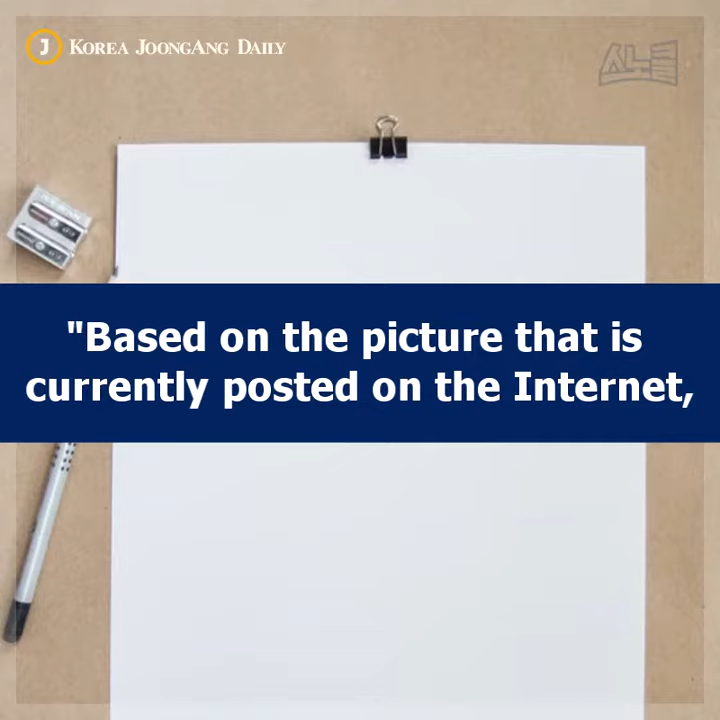 J KOREA JOONGANG DAILY
"Based on the picture that is
currently posted on the Internet,